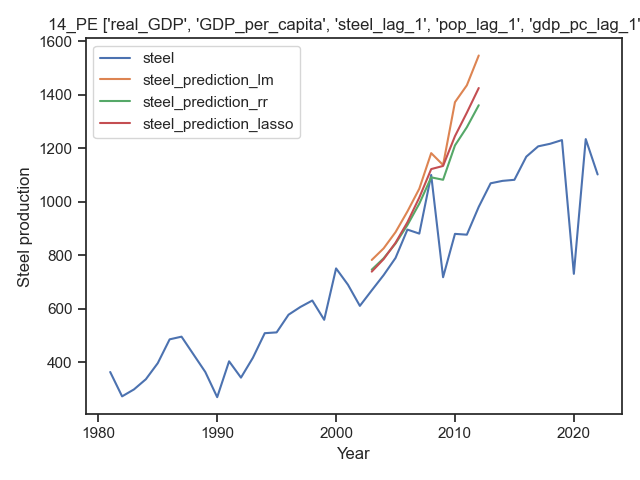 14_PE ['real_GDP', 'GDP_per_capita', 'steel_lag_1', 'pop_lag_1', 'gdp_pc_lag_1'
steel
steel_prediction_lm
steel_prediction_rr
steel_prediction_lasso
1600
1400
1200
1000
800
600
400
Steel production
1980
1990
2000
2010
2020
Year